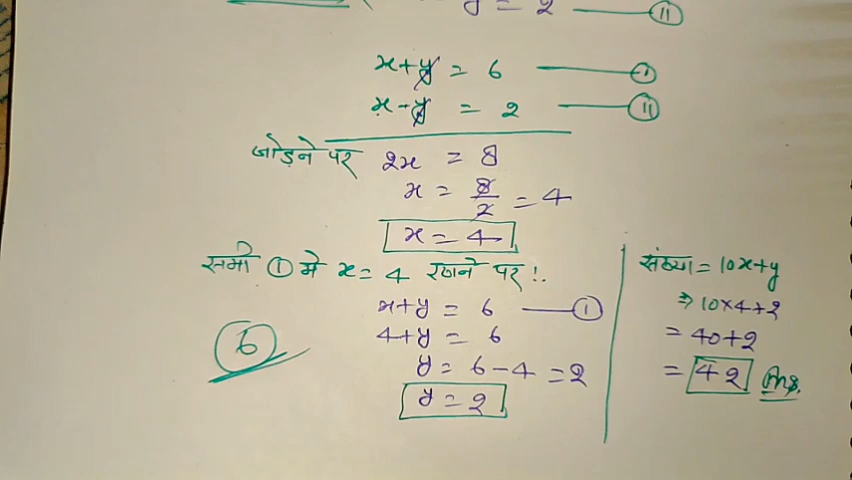 y = 2 —— (II)
x+y = 6 —— (I)
x-y = 2 —— (II)
जोड़ने पर 2x = 8
x = 8/2 = 4
x = 4
समी (I) में x = 4 रखने पर :.
x+y = 6 —— (I)
4+y = 6
y = 6-4 = 2
y = 2
(6)
संख्या = 10x+y
⇒ 10×4+2
= 40+2
= 42 Ans.